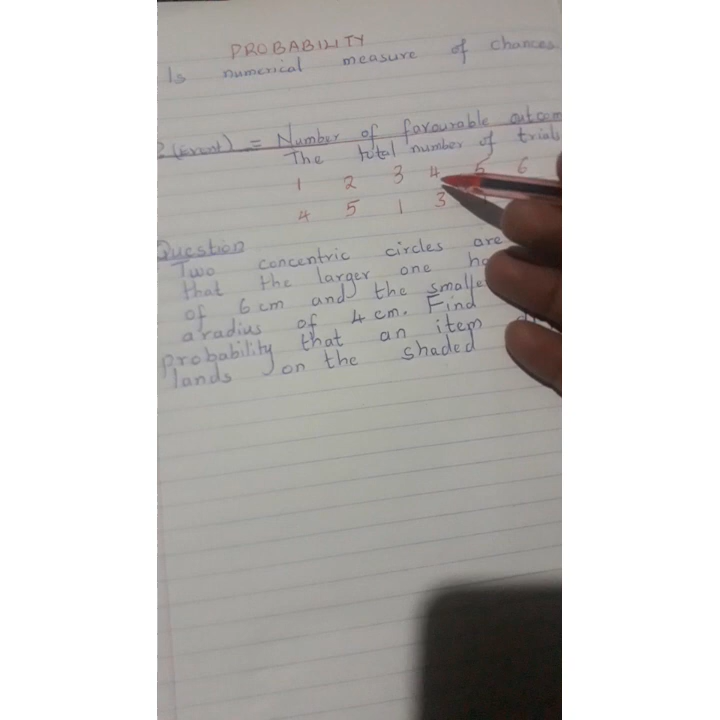 PROBABILITY
Is numerical measure of chances.
(Event) = Number of favourable outcom
The total number of trials
1 2 3 4 5 6
4 5 1 3
Question
Two concentric circles are
that the larger one ha
of 6 cm and the smalle
a radius of 4 cm. Find
probability that an item
lands on the shaded